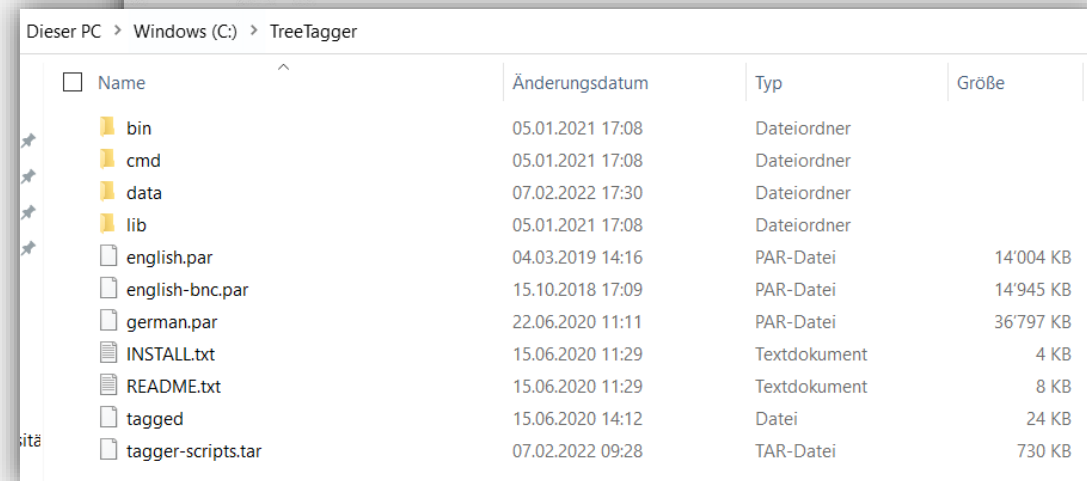 Dieser PC > Windows (C:) > TreeTagger
Name Änderungsdatum Typ Größe
bin 05.01.2021 17:08 Dateiordner
cmd 05.01.2021 17:08 Dateiordner
data 07.02.2022 17:30 Dateiordner
lib 05.01.2021 17:08 Dateiordner
english.par 04.03.2019 14:16 PAR-Datei 14'004 KB
english-bnc.par 15.10.2018 17:09 PAR-Datei 14'945 KB
german.par 22.06.2020 11:11 PAR-Datei 36'797 KB
INSTALL.txt 15.06.2020 11:29 Textdokument 4 KB
README.txt 15.06.2020 11:29 Textdokument 8 KB
tagged 15.06.2020 14:12 Datei 24 KB
sitä
tagger-scripts.tar 07.02.2022 09:28 TAR-Datei 730 KB